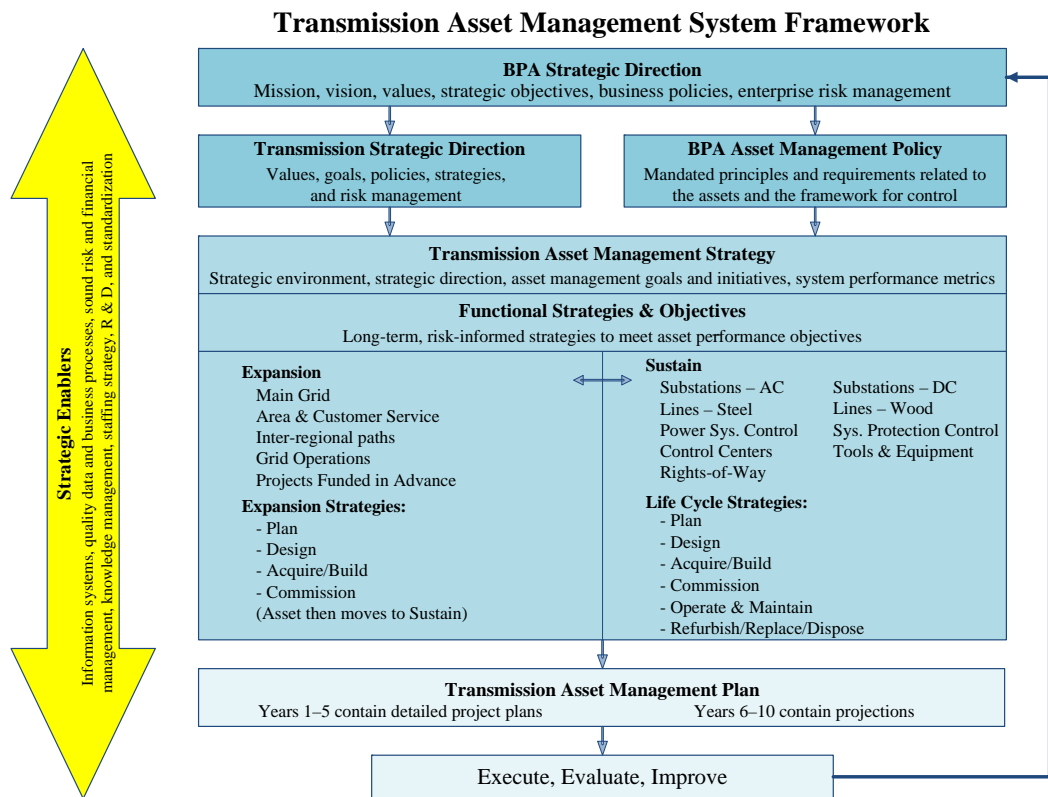 Transmission Asset Management System Framework
BPA Strategic Direction
Mission, vision, values, strategic objectives, business policies, enterprise risk management
Transmission Strategic Direction
Values, goals, policies, strategies,
and risk management
BPA Asset Management Policy
Mandated principles and requirements related to
the assets and the framework for control
Transmission Asset Management Strategy
Strategic environment, strategic direction, asset management goals and initiatives, system performance metrics
Functional Strategies & Objectives
Long-term, risk-informed strategies to meet asset performance objectives
Expansion
Main Grid
Area & Customer Service
Inter-regional paths
Grid Operations
Projects Funded in Advance
Expansion Strategies:
- Plan
- Design
- Acquire/Build
- Commission
(Asset then moves to Sustain)
Sustain
Substations – AC
Lines – Steel
Power Sys. Control
Control Centers
Rights-of-Way
Substations – DC
Lines – Wood
Sys. Protection Control
Tools & Equipment
Life Cycle Strategies:
- Plan
- Design
- Acquire/Build
- Commission
- Operate & Maintain
- Refurbish/Replace/Dispose
Transmission Asset Management Plan
Years 1–5 contain detailed project plans
Years 6–10 contain projections
Execute, Evaluate, Improve
Strategic Enablers
Information systems, quality data and business processes, sound risk and financial
management, knowledge management, staffing strategy, R & D, and standardization